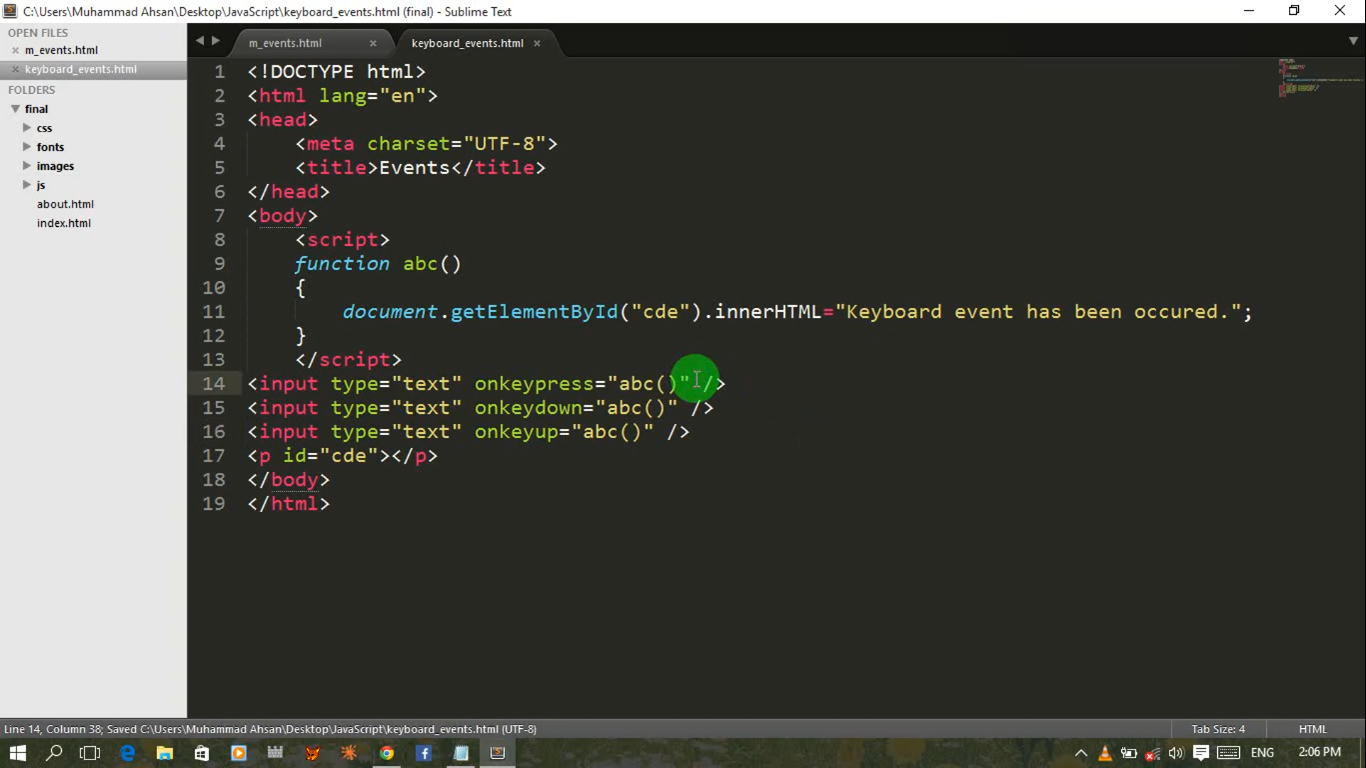 C:\Users\Muhammad Ahsan\Desktop\JavaScript\keyboard_events.html (final) - Sublime Text
OPEN FILES
m_events.html
keyboard_events.html
FOLDERS
final
css
fonts
images
js
about.html
index.html
m_events.html
keyboard_events.html
1 <!DOCTYPE html>
2 <html lang="en">
3 <head>
4 <meta charset="UTF-8">
5 <title>Events</title>
6 </head>
7 <body>
8 <script>
9 function abc()
10 {
11 document.getElementById("cde").innerHTML="Keyboard event has been occured.";
12 }
13 </script>
14 <input type="text" onkeypress="abc()" />
15 <input type="text" onkeydown="abc()" />
16 <input type="text" onkeyup="abc()" />
17 <p id="cde"></p>
18 </body>
19 </html>
Line 14, Column 38; Saved C:\Users\Muhammad Ahsan\Desktop\JavaScript\keyboard_events.html (UTF-8)
Tab Size: 4
HTML
ENG
2:06 PM